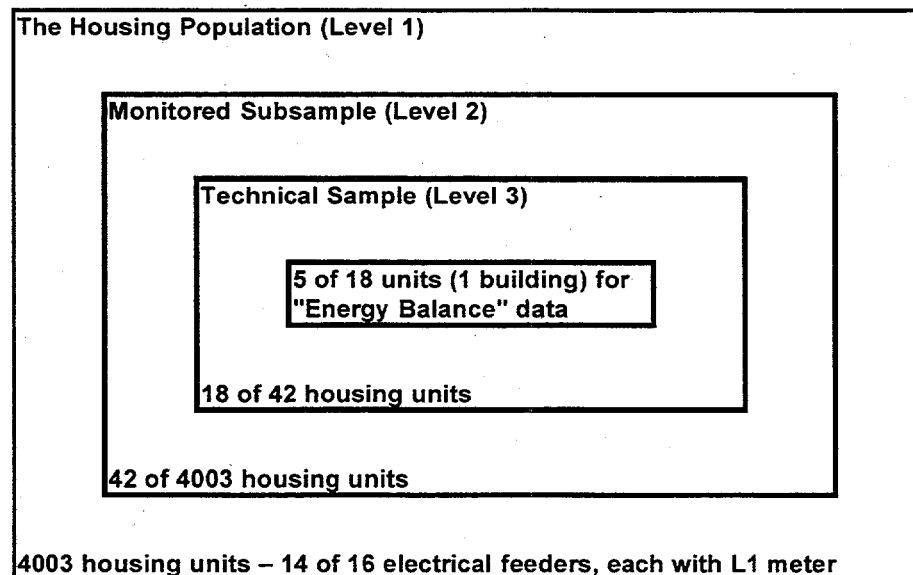 The Housing Population (Level 1)
Monitored Subsample (Level 2)
Technical Sample (Level 3)
5 of 18 units (1 building) for
"Energy Balance" data
18 of 42 housing units
42 of 4003 housing units
4003 housing units – 14 of 16 electrical feeders, each with L1 meter